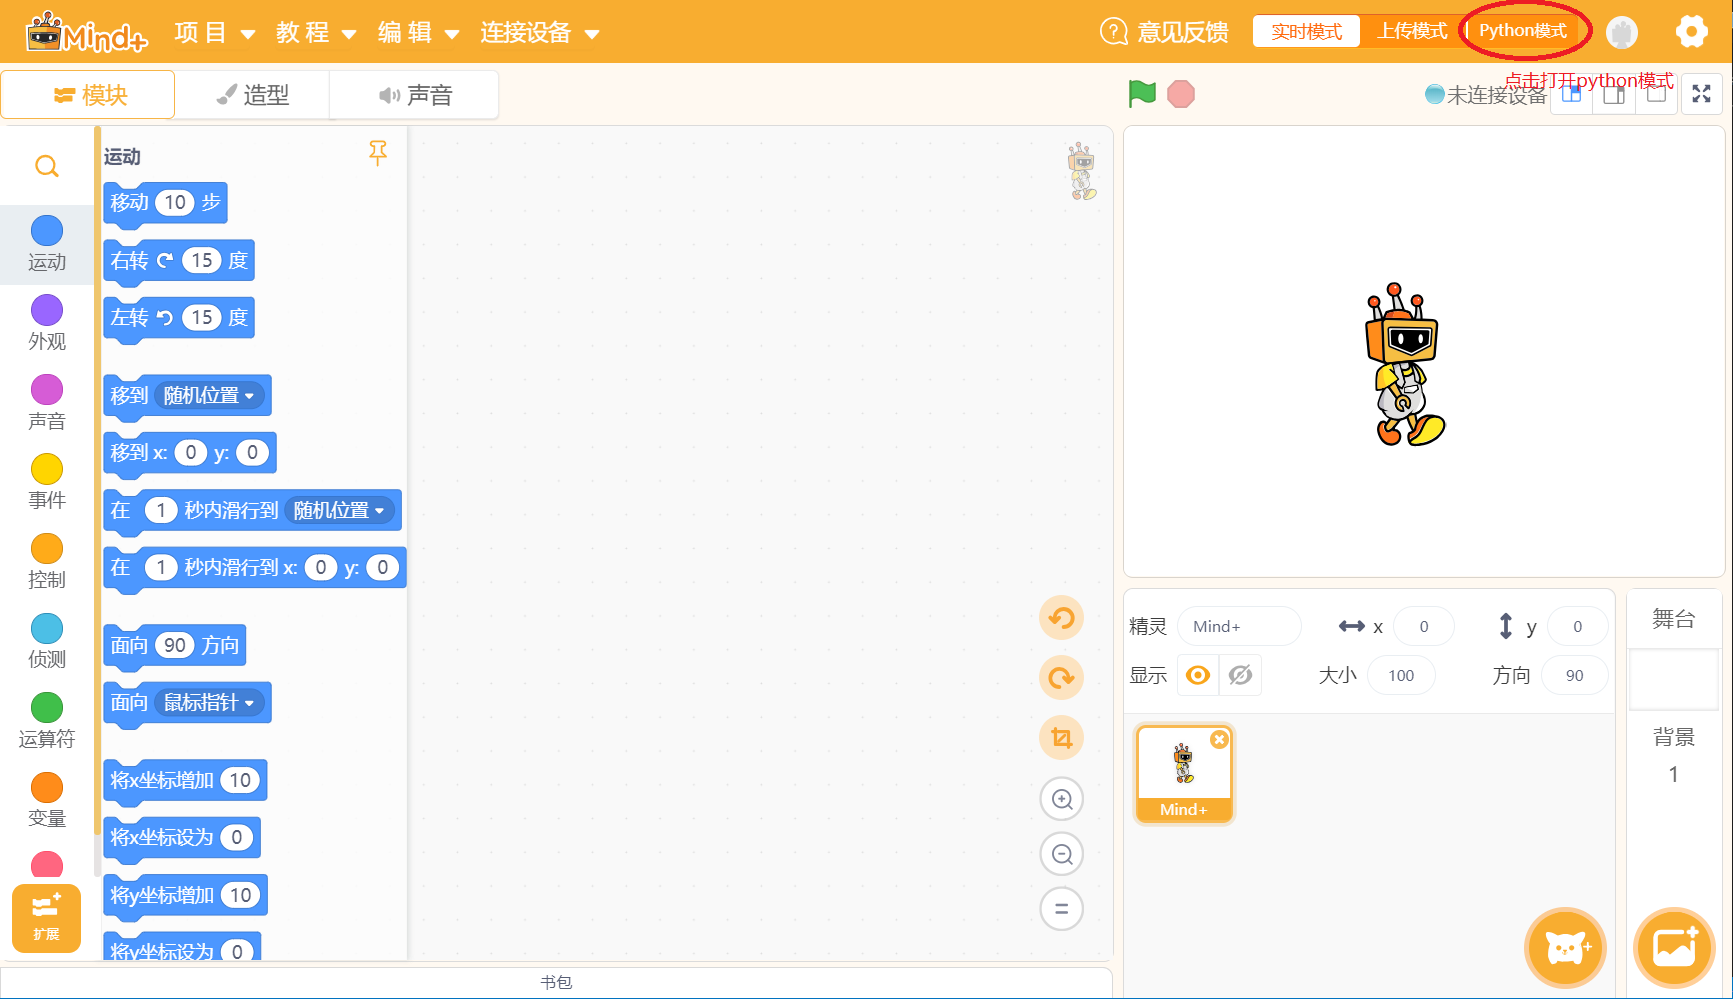 Mind+ 项目 教程 编辑 连接设备 意见反馈 实时模式 上传模式 Python模式
点击打开python模式
模块 造型 声音 未连接设备
运动
外观
声音
事件
控制
侦测
运算符
变量
扩展
运动
移动 10 步
右转 15 度
左转 15 度
移到 随机位置
移到 x: 0 y: 0
在 1 秒内滑行到 随机位置
在 1 秒内滑行到 x: 0 y: 0
面向 90 方向
面向 鼠标指针
将x坐标增加 10
将x坐标设为 0
将y坐标增加 10
将y坐标设为 0
书包
精灵 Mind+ x 0 y 0
显示 大小 100 方向 90
Mind+
舞台
背景
1